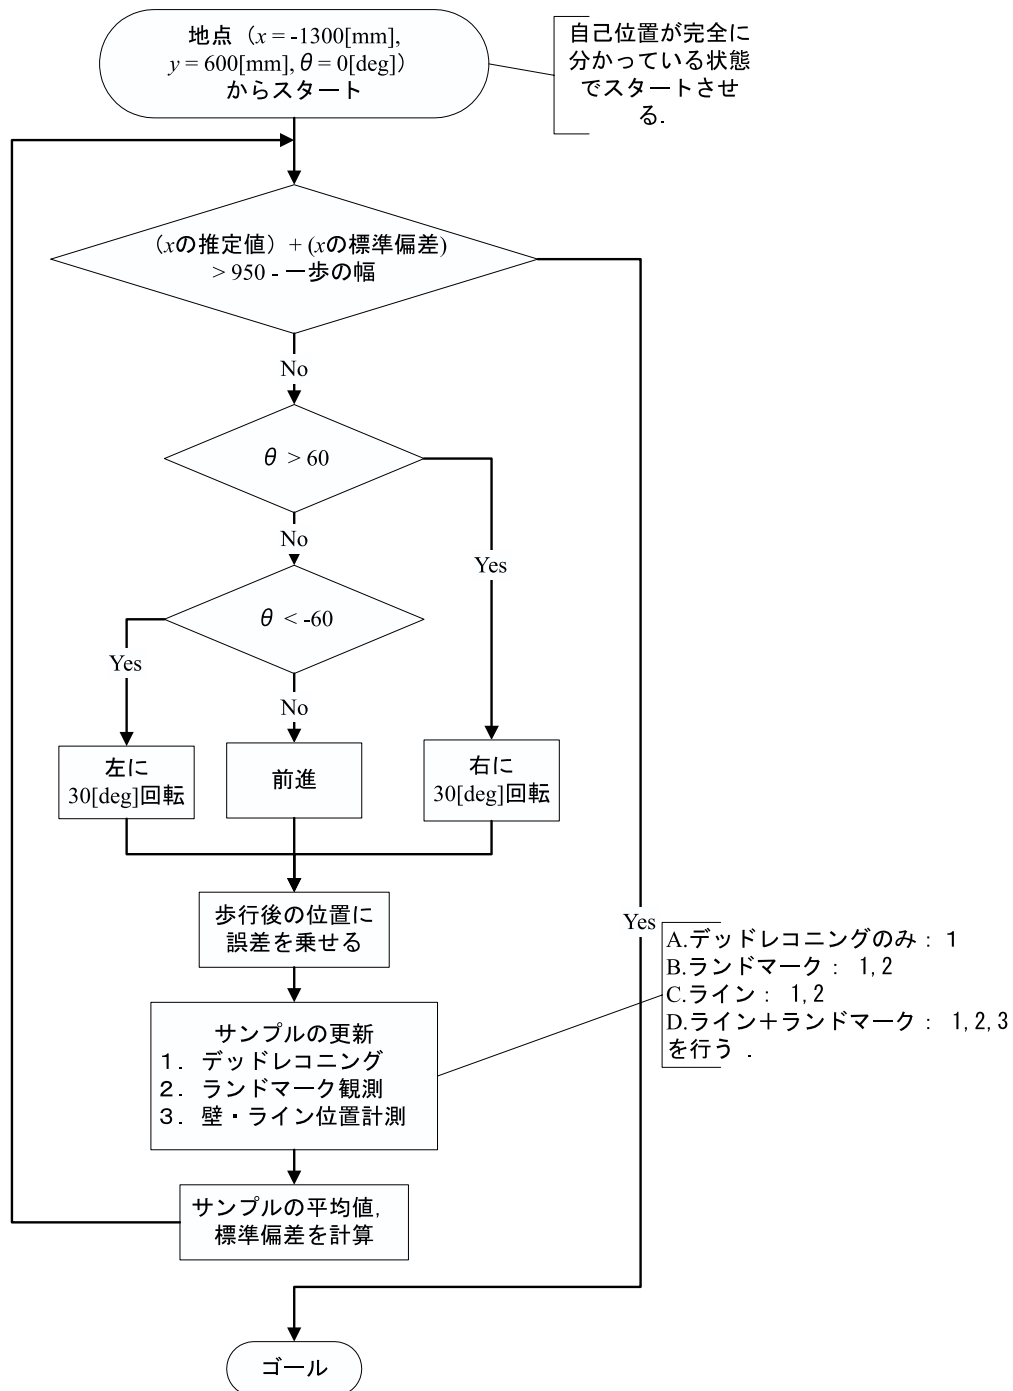 地点（x = -1300[mm],
y = 600[mm], θ = 0[deg]）
からスタート
自己位置が完全に
分かっている状態
でスタートさせ
る.
（xの推定値）+ (xの標準偏差)
> 950 - 一歩の幅
No
θ > 60
No
Yes
θ < -60
Yes
No
左に
30[deg]回転
前進
右に
30[deg]回転
歩行後の位置に
誤差を乗せる
Yes
A.デッドレコニングのみ： 1
B.ランドマーク： 1,2
C.ライン： 1,2
D.ライン＋ランドマーク： 1,2,3
を行う．
サンプルの更新
１．デッドレコニング
２．ランドマーク観測
３．壁・ライン位置計測
サンプルの平均値,
標準偏差を計算
ゴール